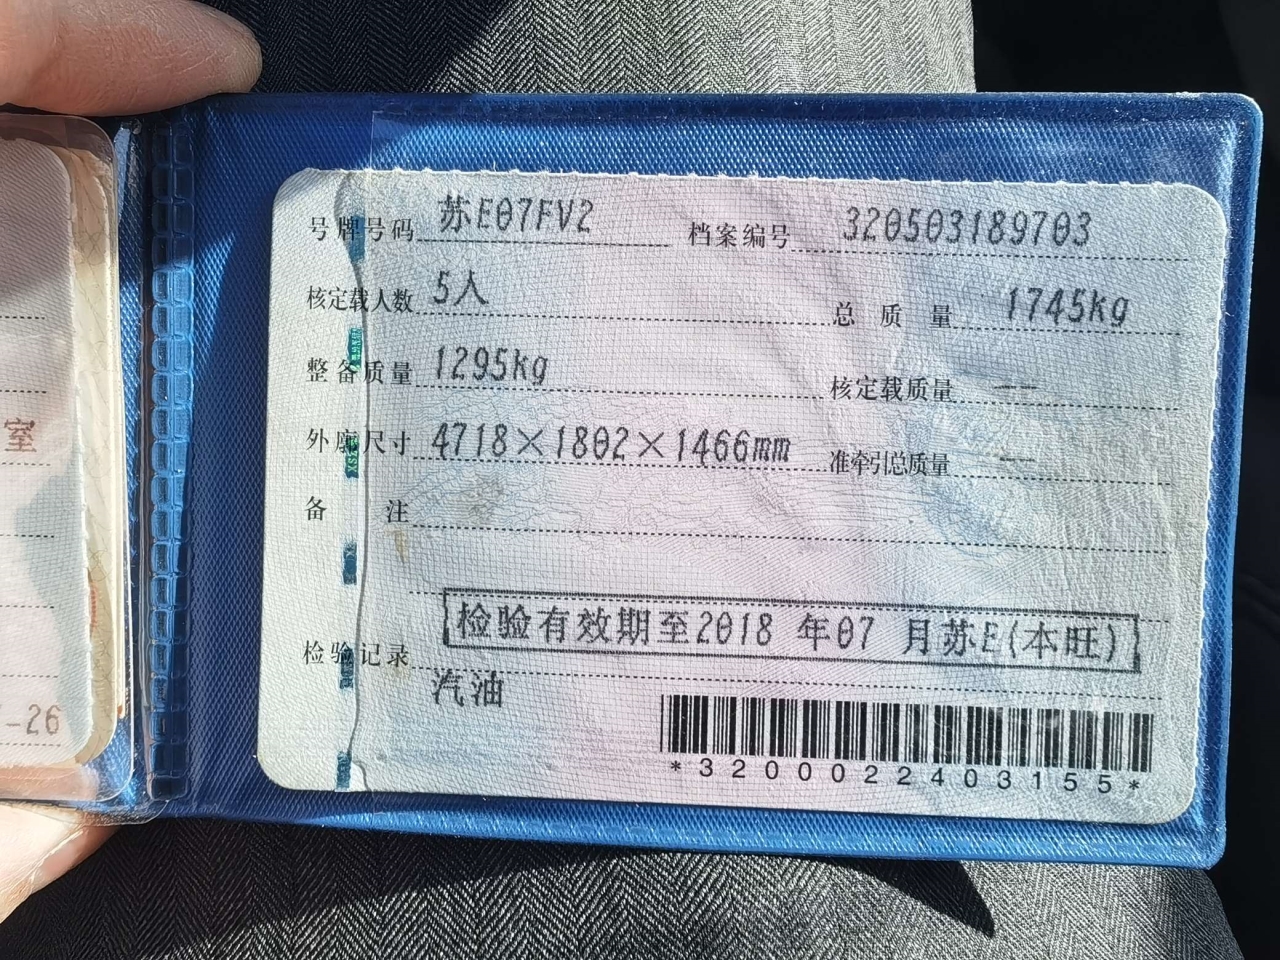 号牌号码 苏E07FV2 档案编号 320503189703
核定载人数 5人 总质量 1745kg
整备质量 1295kg 核定载质量 --
外廓尺寸 4718×1802×1466mm 准牵引总质量 --
备注
检验有效期至2018 年07 月苏E(本旺)
检验记录
汽油
*3200022403155*
室
-26